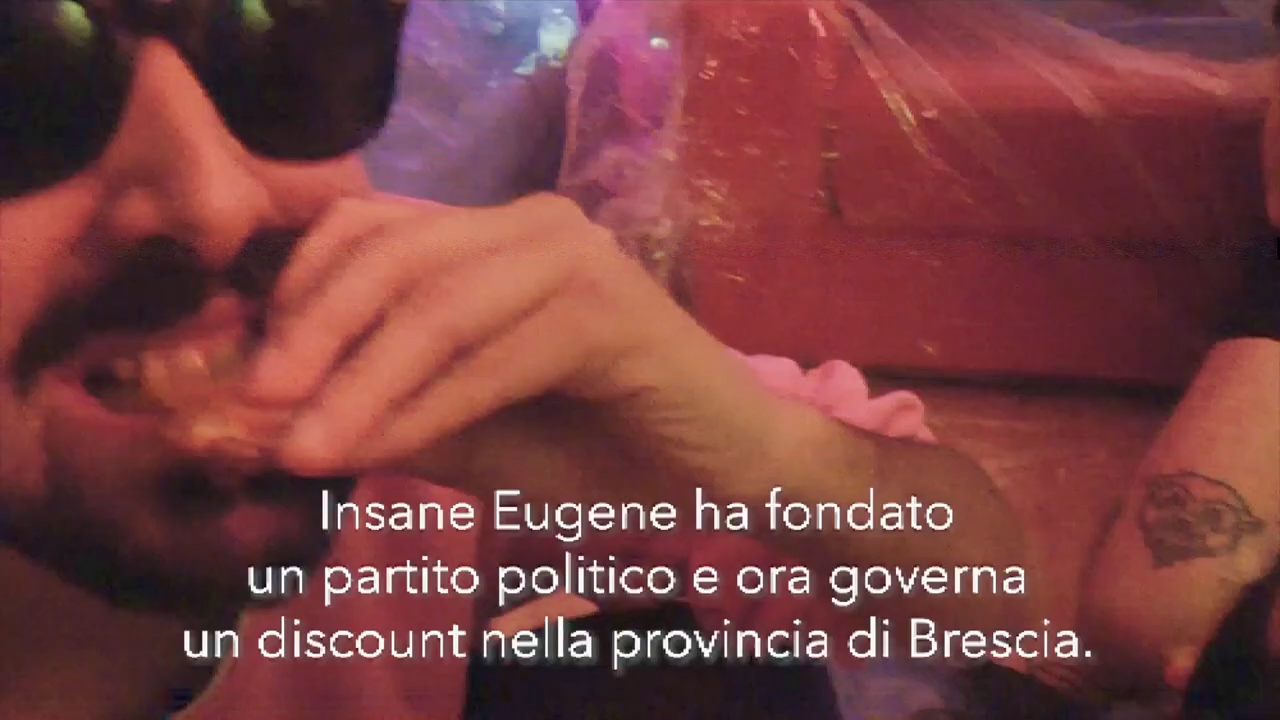 Insane Eugene ha fondato
un partito politico e ora governa
un discount nella provincia di Brescia.